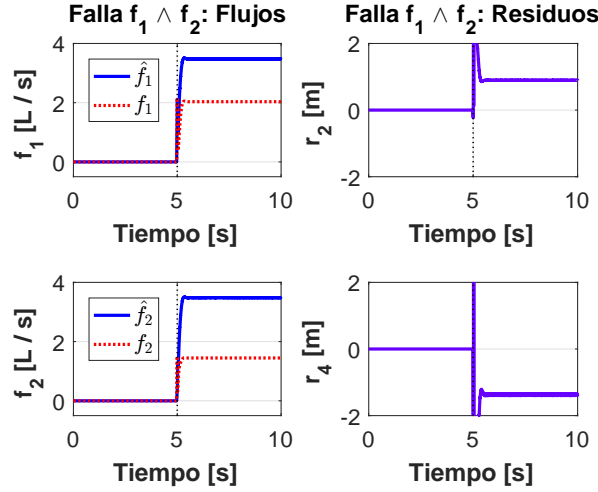 Falla f₁ ∧ f₂: Flujos
f₁ [L / s]
4
2
0
f̂₁
f₁
0 5 10
Tiempo [s]
Falla f₁ ∧ f₂: Residuos
r₂ [m]
2
0
-2
0 5 10
Tiempo [s]
f₂ [L / s]
4
2
0
f̂₂
f₂
0 5 10
Tiempo [s]
r₄ [m]
2
0
-2
0 5 10
Tiempo [s]